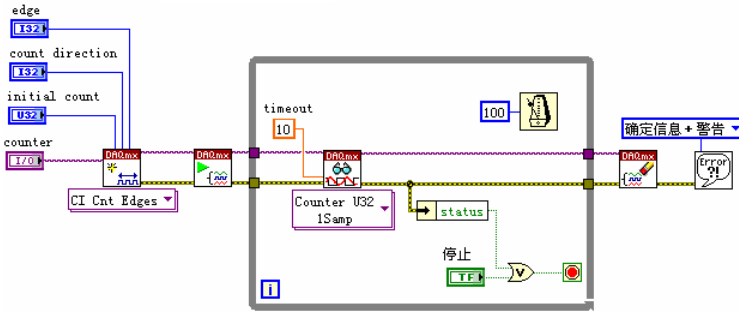 edge
I32
count direction
I32
initial count
U32
counter
I/O
DAQmx
CI Cnt Edges
DAQmx
timeout
10
DAQmx
Counter U32
1Samp
100
status
停止
TF
V
i
确定信息+警告
DAQmx
Error
?!